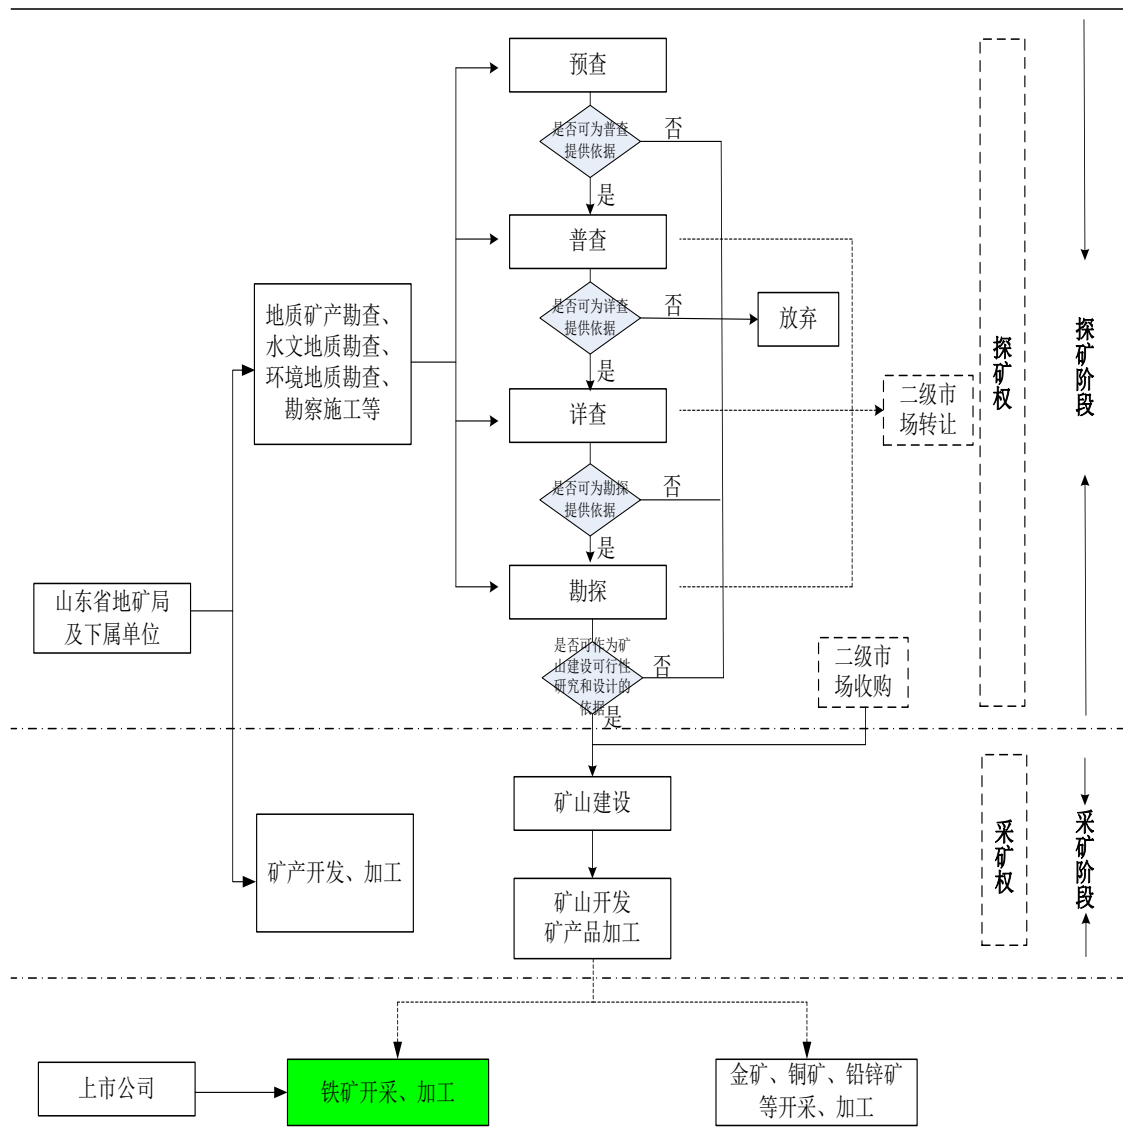 预查
是否可为普查
提供依据
否
是
普查
是否可为详查
提供依据
否
放弃
是
地质矿产勘查、
水文地质勘查、
环境地质勘查、
勘察施工等
详查
二级市
场转让
探矿权
探矿阶段
是否可为勘探
提供依据
否
是
勘探
山东省地矿局
及下属单位
是否可作为矿
山建设可行性
研究和设计的
依据
否
是
二级市
场收购
矿山建设
采矿权
采矿阶段
矿产开发、加工
矿山开发
矿产品加工
上市公司
铁矿开采、加工
金矿、铜矿、铅锌矿
等开采、加工